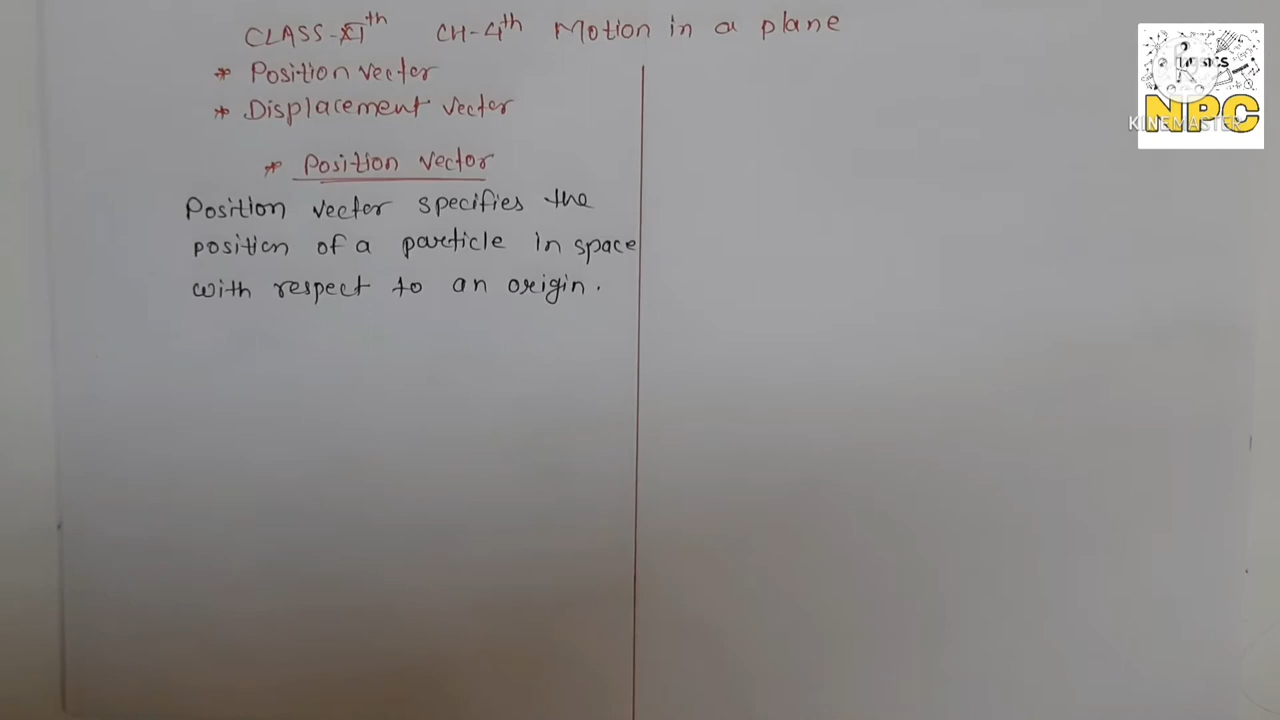 CLASS-XIth CH-4th Motion in a plane
* Position vector
* Displacement vector
* Position vector
Position vector specifies the
position of a particle in space
with respect to an origin.
NPC
KINEMASTER